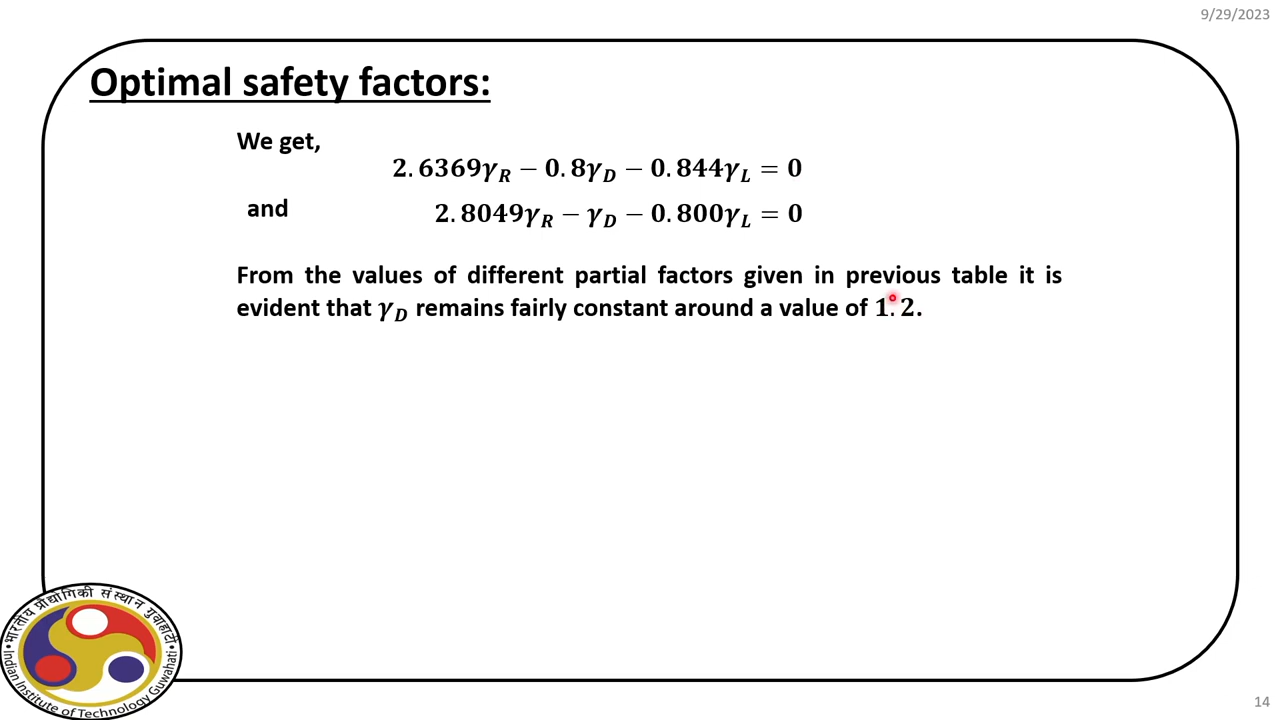 9/29/2023
Optimal safety factors:
We get,
2.6369γ_R − 0.8γ_D − 0.844γ_L = 0
and 2.8049γ_R − γ_D − 0.800γ_L = 0
From the values of different partial factors given in previous table it is
evident that γ_D remains fairly constant around a value of 1.2.
भारतीय प्रौद्योगिकी संस्थान गुवाहाटी
Indian Institute of Technology Guwahati
14